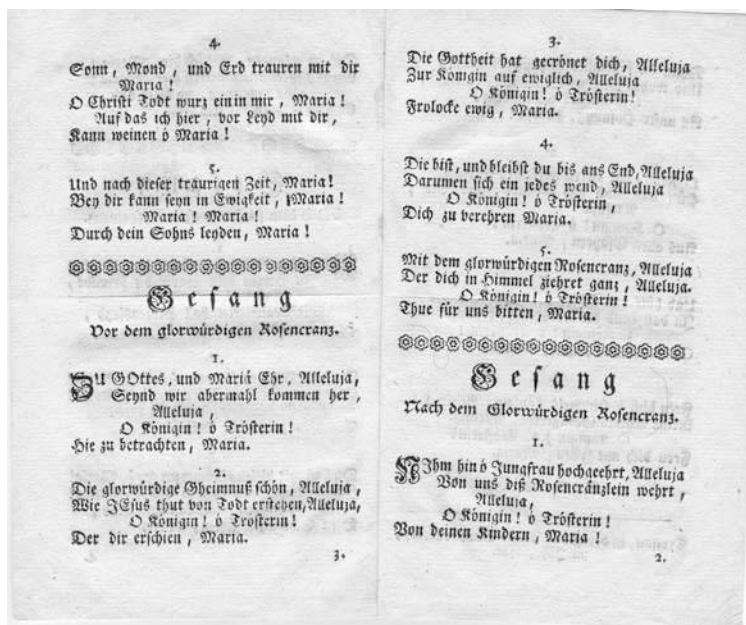 4.
Sonn, Mond, und Erd trauren mit dir
Maria!
O Christi Todt wurz ein in mir, Maria!
Auf das ich hier, vor Leyd mit dir,
Kann weinen ó Maria!
5.
Und nach dieser traurigen Zeit, Maria!
Bey dir kann seyn in Ewigkeit, Maria!
Maria! Maria!
Durch dein Sohns leyden, Maria!
Gesang
Vor dem glorwürdigen Rosencranz.
1.
Zu GOttes, und Mariá Ehr, Alleluja,
Seynd wir abermahl kommen her,
Alleluja,
O Königin! ó Trösterin!
Hie zu betrachten, Maria.
2.
Die glorwürdige Gheimnuß schön, Alleluja,
Wie JEsus thut von Todt erstehen, Alleluja,
O Königin! ó Trösterin!
Der dir erschien, Maria.
3.
3.
Die Gottheit hat gecrönet dich, Alleluja
Zur Königin auf ewiglich, Alleluja
O Königin! ó Trösterin!
Frolocke ewig, Maria.
4.
Die bist, und bleibst du bis ans End, Alleluja
Darumen sich ein jedes wend, Alleluja
O Königin! ó Trösterin,
Dich zu verehren Maria.
5.
Mit dem glorwürdigen Rosencranz, Alleluja
Der dich in Himmel ziehret ganz, Alleluja.
O Königin! ó Trösterin!
Thue für uns bitten, Maria.
Gesang
Nach dem Glorwürdigen Rosencranz.
1.
NIhm hin ó Jungfrau hochgeehrt, Alleluja
Von uns diß Rosencränzlein wehrt,
Alleluja,
O Königin! ó Trösterin!
Von deinen Kindern, Maria!
2.